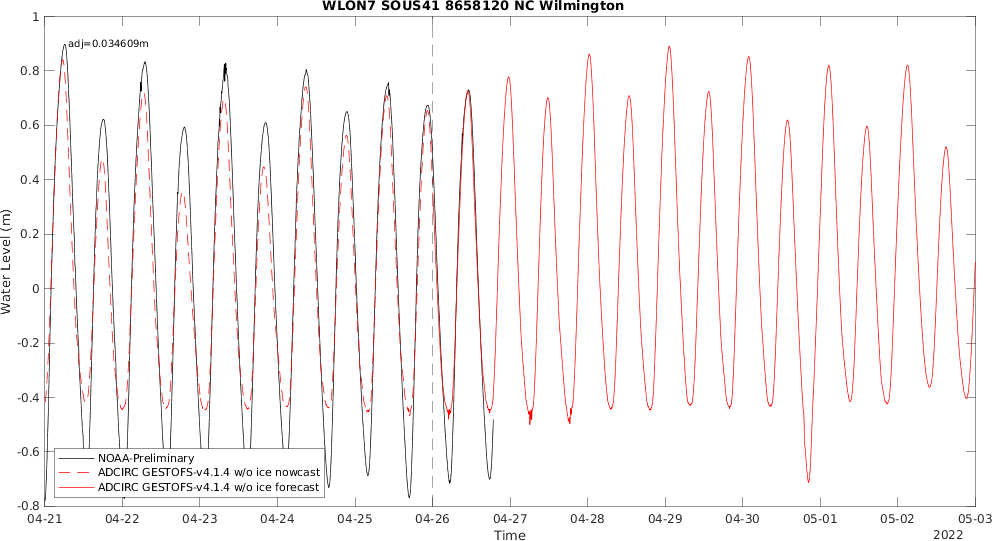 WLON7 SOUS41 8658120 NC Wilmington
adj=0.034609m
1
0.8
0.6
0.4
0.2
0
-0.2
-0.4
-0.6
-0.8
Water Level (m)
NOAA-Preliminary
ADCIRC GESTOFS-v4.1.4 w/o ice nowcast
ADCIRC GESTOFS-v4.1.4 w/o ice forecast
04-21 04-22 04-23 04-24 04-25 04-26 04-27 04-28 04-29 04-30 05-01 05-02 05-03
Time
2022